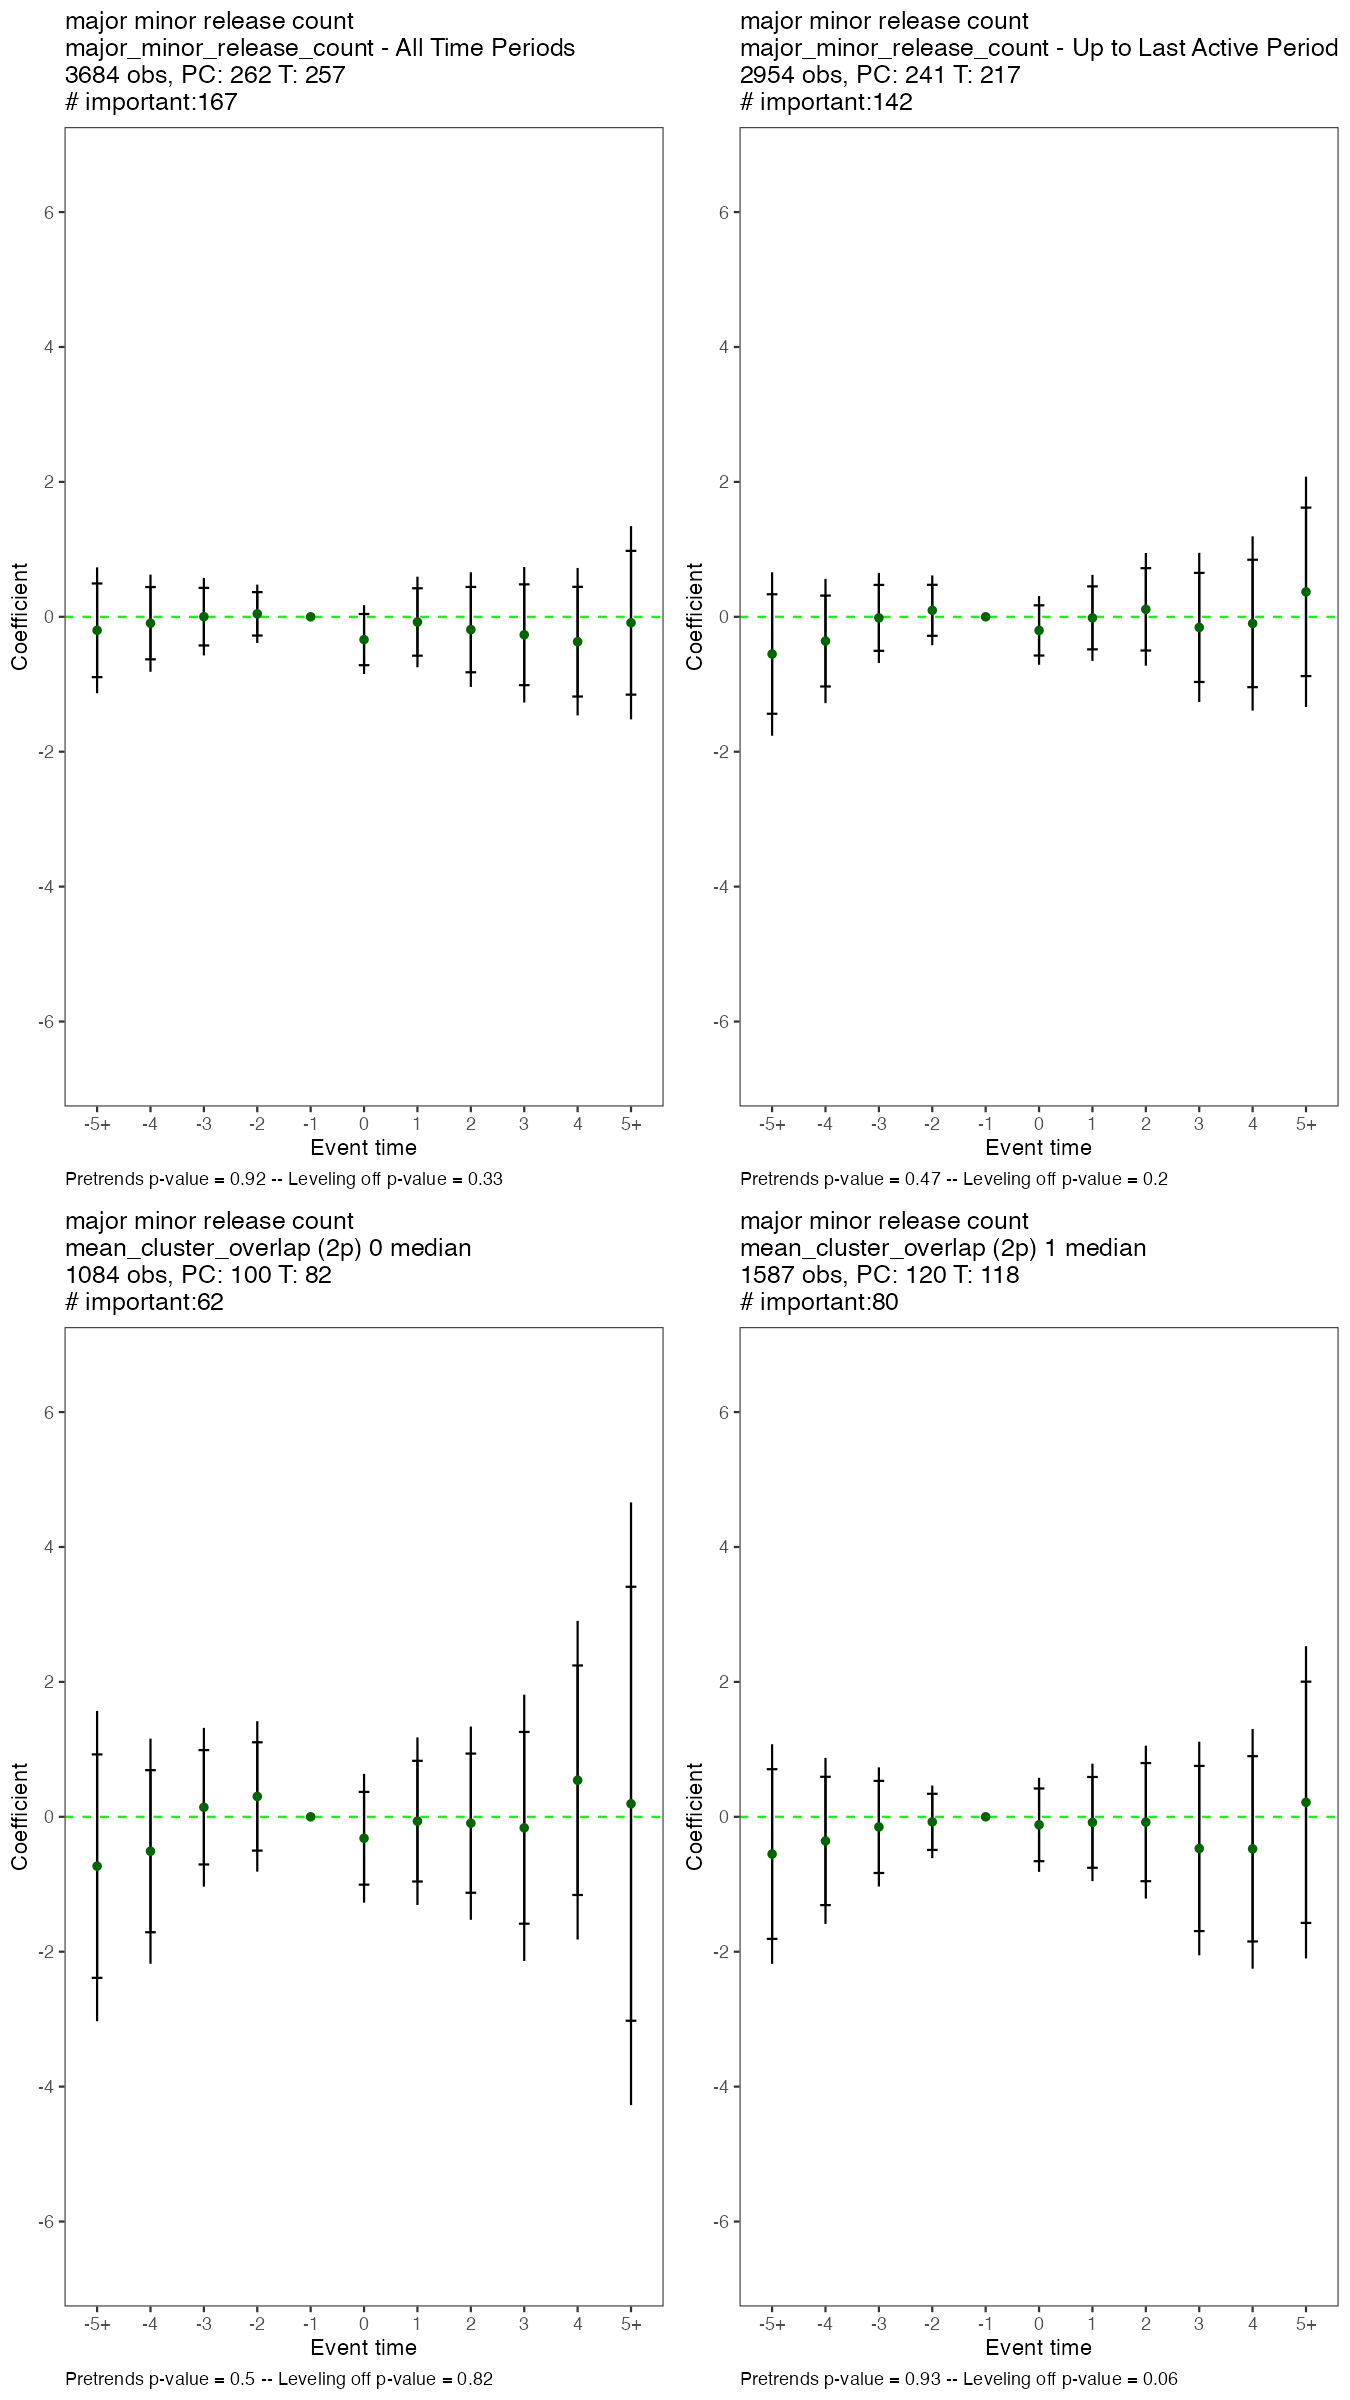 major minor release count
major_minor_release_count - All Time Periods
3684 obs, PC: 262 T: 257
# important:167
6
4
2
0
-2
-4
-6
Coefficient
-5+ -4 -3 -2 -1 0 1 2 3 4 5+
Event time
Pretrends p-value = 0.92 -- Leveling off p-value = 0.33
major minor release count
major_minor_release_count - Up to Last Active Period
2954 obs, PC: 241 T: 217
# important:142
6
4
2
0
-2
-4
-6
Coefficient
-5+ -4 -3 -2 -1 0 1 2 3 4 5+
Event time
Pretrends p-value = 0.47 -- Leveling off p-value = 0.2
major minor release count
mean_cluster_overlap (2p) 0 median
1084 obs, PC: 100 T: 82
# important:62
6
4
2
0
-2
-4
-6
Coefficient
-5+ -4 -3 -2 -1 0 1 2 3 4 5+
Event time
Pretrends p-value = 0.5 -- Leveling off p-value = 0.82
major minor release count
mean_cluster_overlap (2p) 1 median
1587 obs, PC: 120 T: 118
# important:80
6
4
2
0
-2
-4
-6
Coefficient
-5+ -4 -3 -2 -1 0 1 2 3 4 5+
Event time
Pretrends p-value = 0.93 -- Leveling off p-value = 0.06